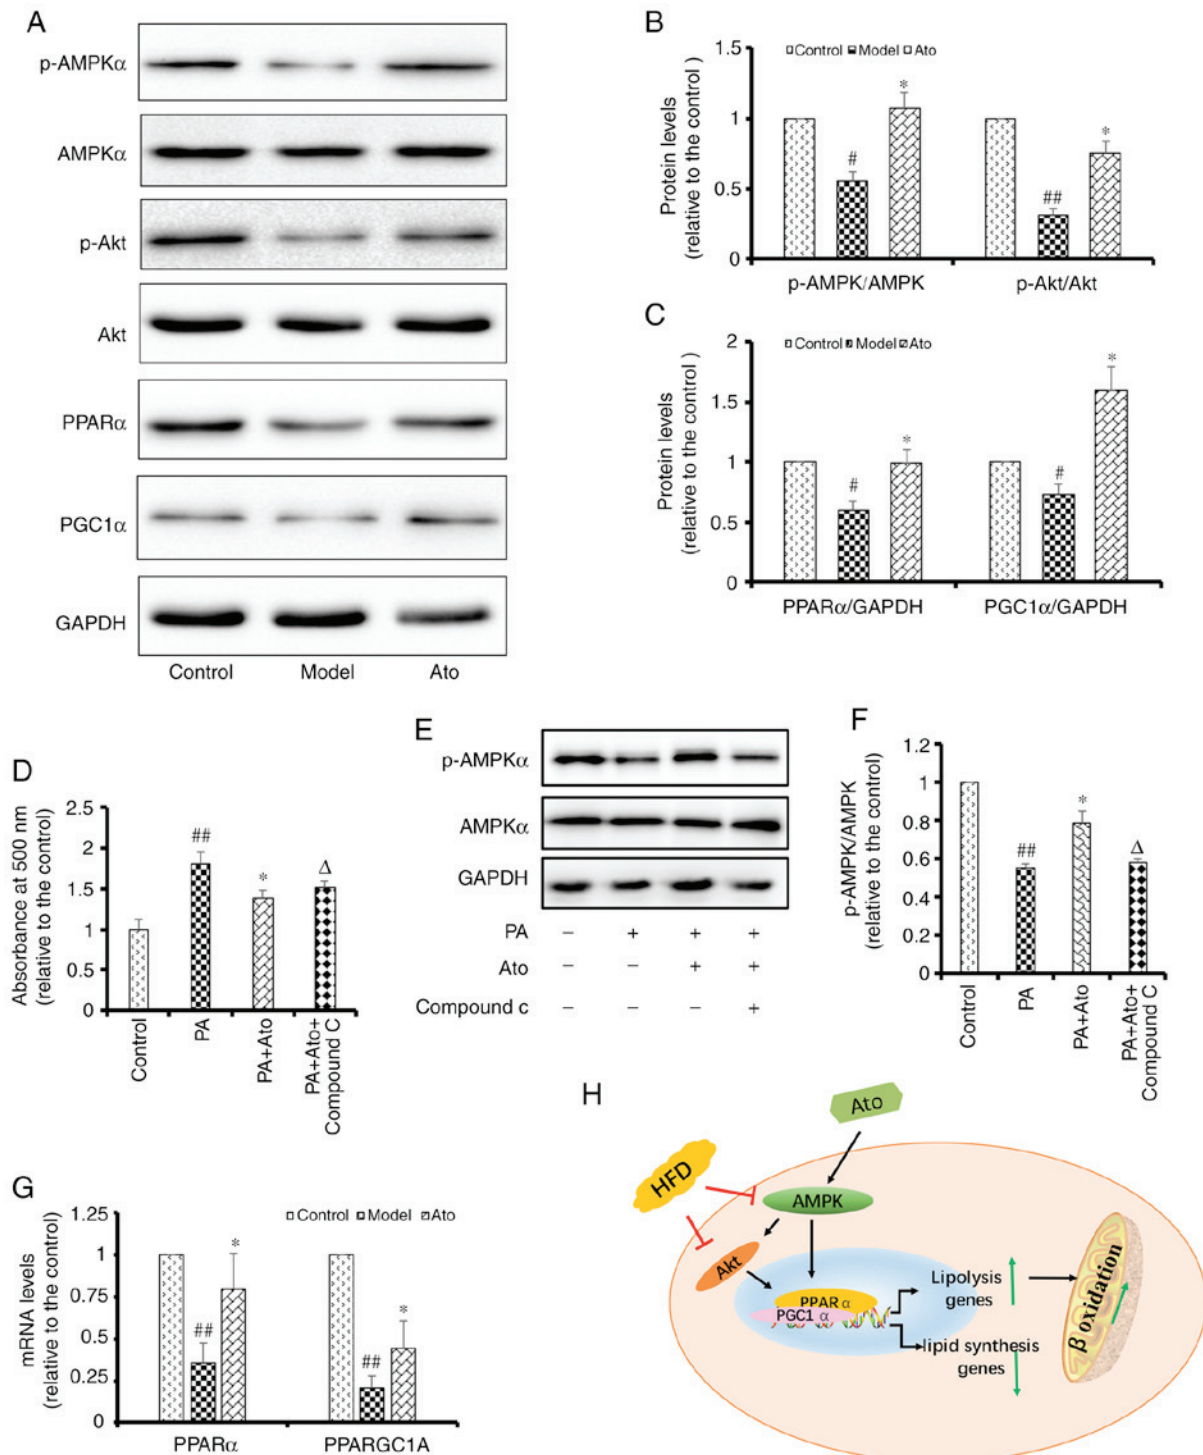 A
p-AMPKα
AMPKα
p-Akt
Akt
PPARα
PGC1α
GAPDH
Control Model Ato
B
Protein levels
(relative to the control )
1.5
1
0.5
0
Control Model Ato
# * ## *
p-AMPK/AMPK p-Akt/Akt
C
Protein levels
(relative to the control )
2
1.5
1
0.5
0
Control Model Ato
# * # *
PPARα/GAPDH PGC1α/GAPDH
D
Absorbance at 500 nm
(relative to the control)
2.5
2
1.5
1
0.5
0
## * Δ
Control
PA
PA+Ato
PA+Ato+
Compound C
E
p-AMPKα
AMPKα
GAPDH
PA − + + +
Ato − − + +
Compound c − − − +
F
p-AMPK/AMPK
(relative to the control)
1.2
1
0.8
0.6
0.4
0.2
0
## * Δ
Control
PA
PA+Ato
PA+Ato+
Compound C
G
mRNA levels
(relative to the control)
1.25
1
0.75
0.5
0.25
0
Control Model Ato
## * ## *
PPARα PPARGC1A
H
Ato
HFD
AMPK
Akt
PPAR α
PGC1 α
Lipolysis
genes
lipid synthesis
genes
β oxidation